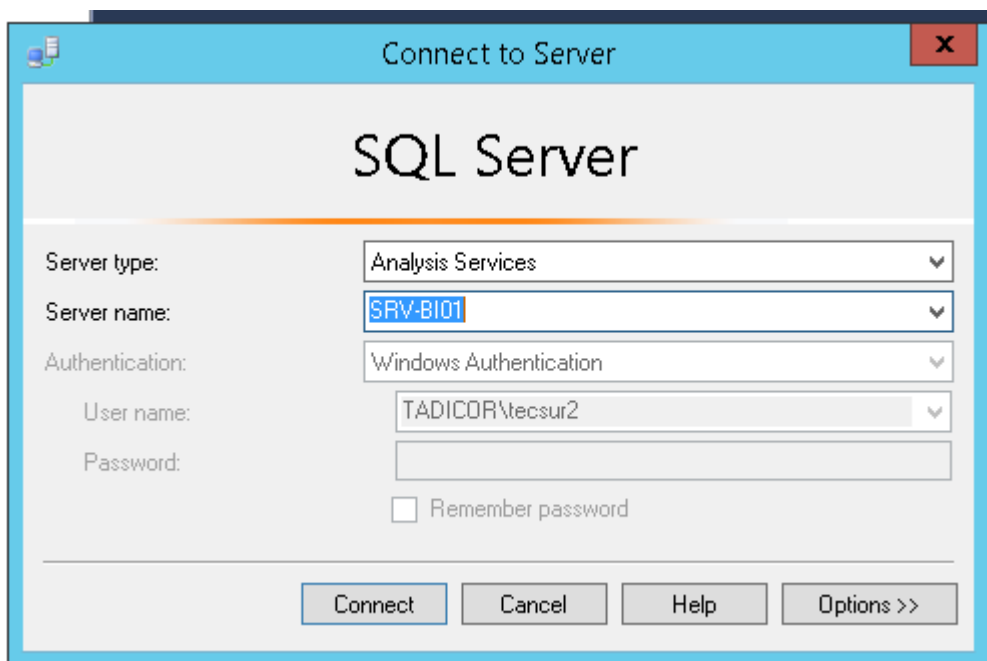 Connect to Server
x
SQL Server
Server type: Analysis Services
Server name: SRV-BI01
Authentication: Windows Authentication
User name: TADICOR\tecsur2
Password:
Remember password
Connect Cancel Help Options >>